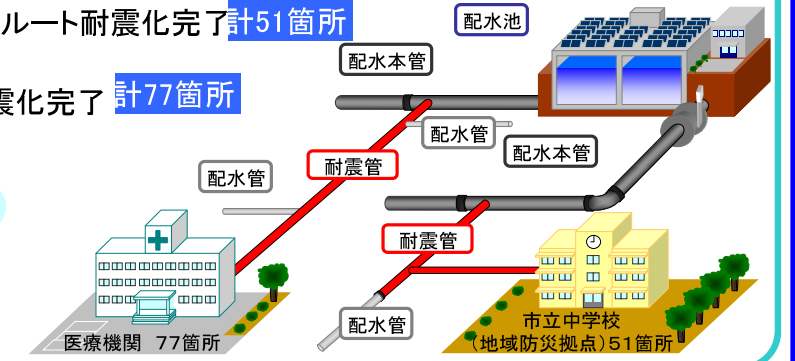 ルート耐震化完了計51箇所
配水池
配水本管
震化完了 計77箇所
配水管
配水本管
耐震管
配水管
耐震管
配水管
市立中学校
(地域防災拠点)51箇所
医療機関 77箇所